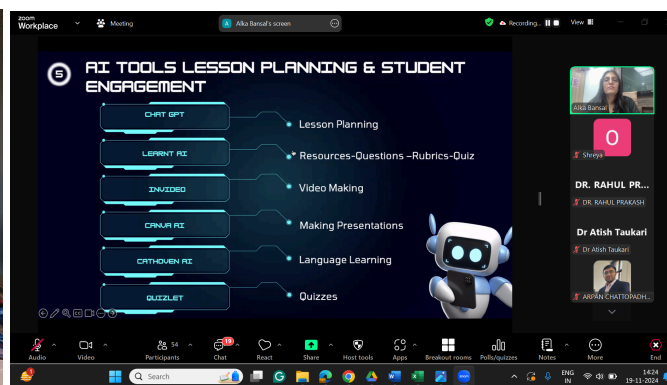 zoom
Workplace
Meeting
Alka Bansal's screen
Recording...
View
5
AI TOOLS LESSON PLANNING & STUDENT
ENGAGEMENT
CHAT GPT
Lesson Planning
LEARNT AI
Resources-Questions –Rubrics-Quiz
INVIDEO
Video Making
CANVA AI
Making Presentations
CATHOVEN AI
Language Learning
QUIZLET
Quizzes
Alka Bansal
O
Shreya
DR. RAHUL PR...
DR. RAHUL PRAKASH
Dr Atish Taukari
Dr Atish Taukari
ARPAN CHATTOPADH...
Audio
Video
54
Participants
19
Chat
React
Share
Host tools
Apps
Breakout rooms
Polls/quizzes
Notes
More
End
Search
ENG
IN
14:24
19-11-2024